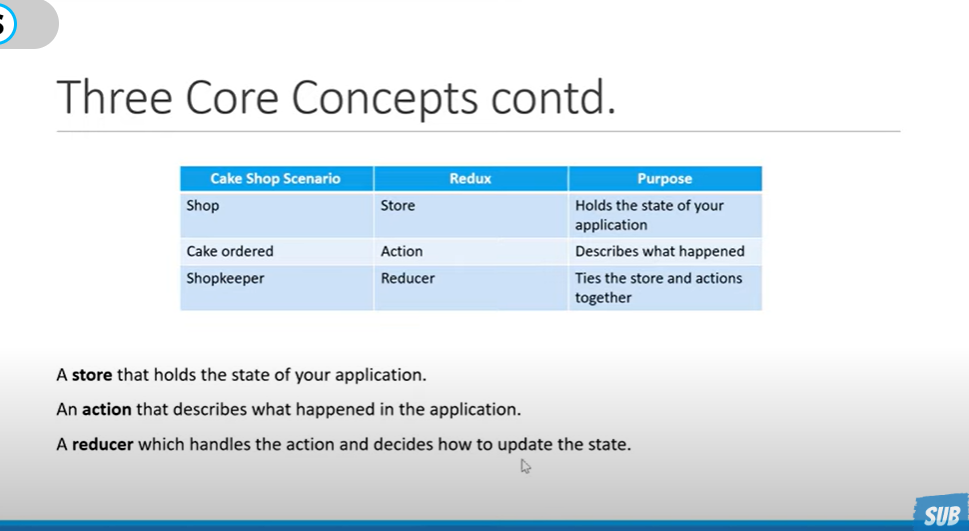 S
Three Core Concepts contd.
Cake Shop Scenario Redux Purpose
Shop Store Holds the state of your
application
Cake ordered Action Describes what happened
Shopkeeper Reducer Ties the store and actions
together
A store that holds the state of your application.
An action that describes what happened in the application.
A reducer which handles the action and decides how to update the state.
SUB